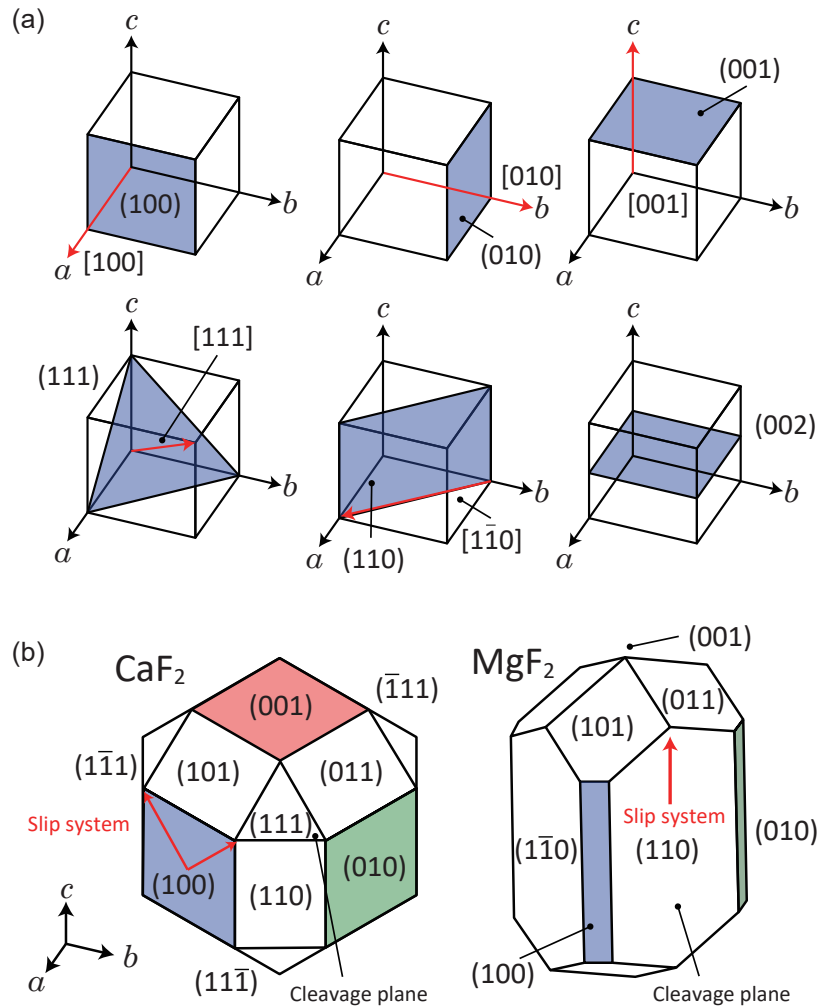 (a)
c
(100)
b
a
[100]
c
[010]
b
(010)
a
c
(001)
[001]
b
a
c
[111]
(111)
b
a
c
b
a
(110)
[11̅0]
c
(002)
b
a
(b)
CaF₂
(001)
(1̅11)
(11̅1)
(101)
(011)
Slip system
(111)
(100)
(110)
(010)
c
a
b
(111̅)
Cleavage plane
MgF₂
(001)
(101)
(011)
Slip system
(11̅0)
(110)
(010)
(100)
Cleavage plane